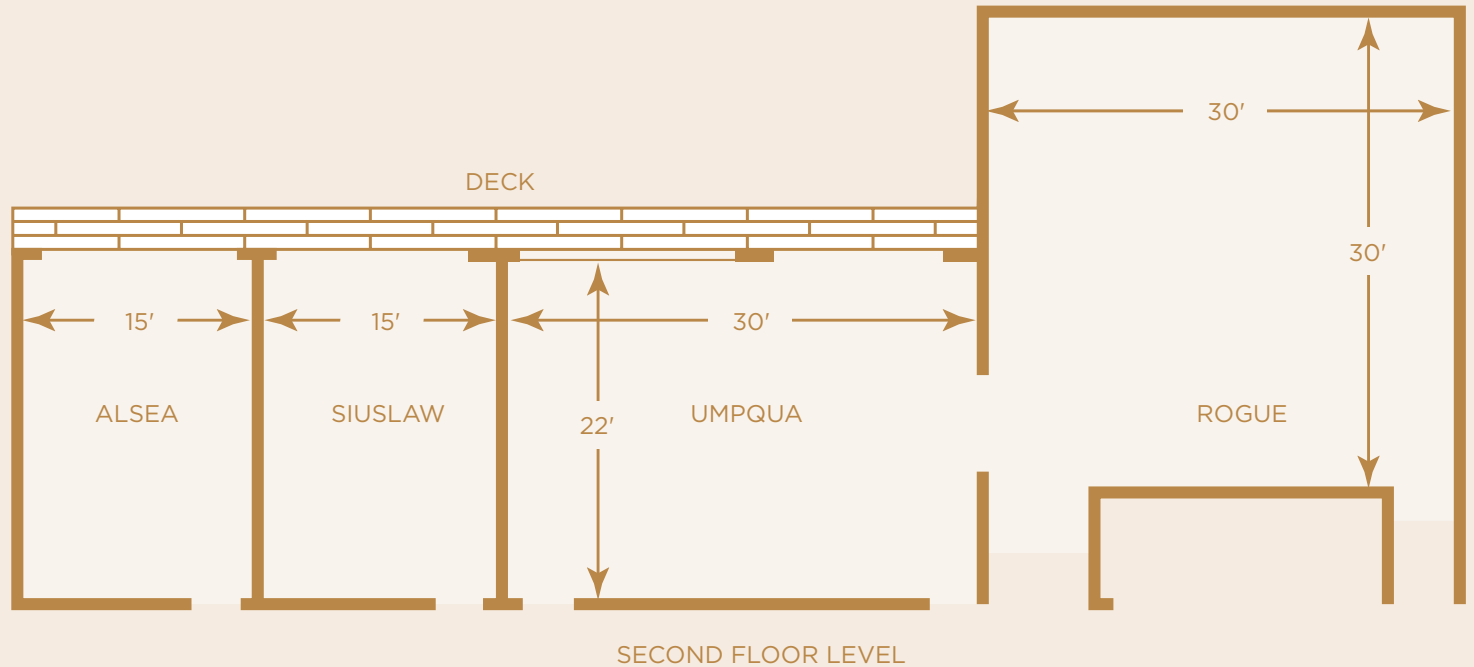 30'
DECK
30'
15'
15'
30'
ALSEA
SIUSLAW
UMPQUA
ROGUE
22'
SECOND FLOOR LEVEL